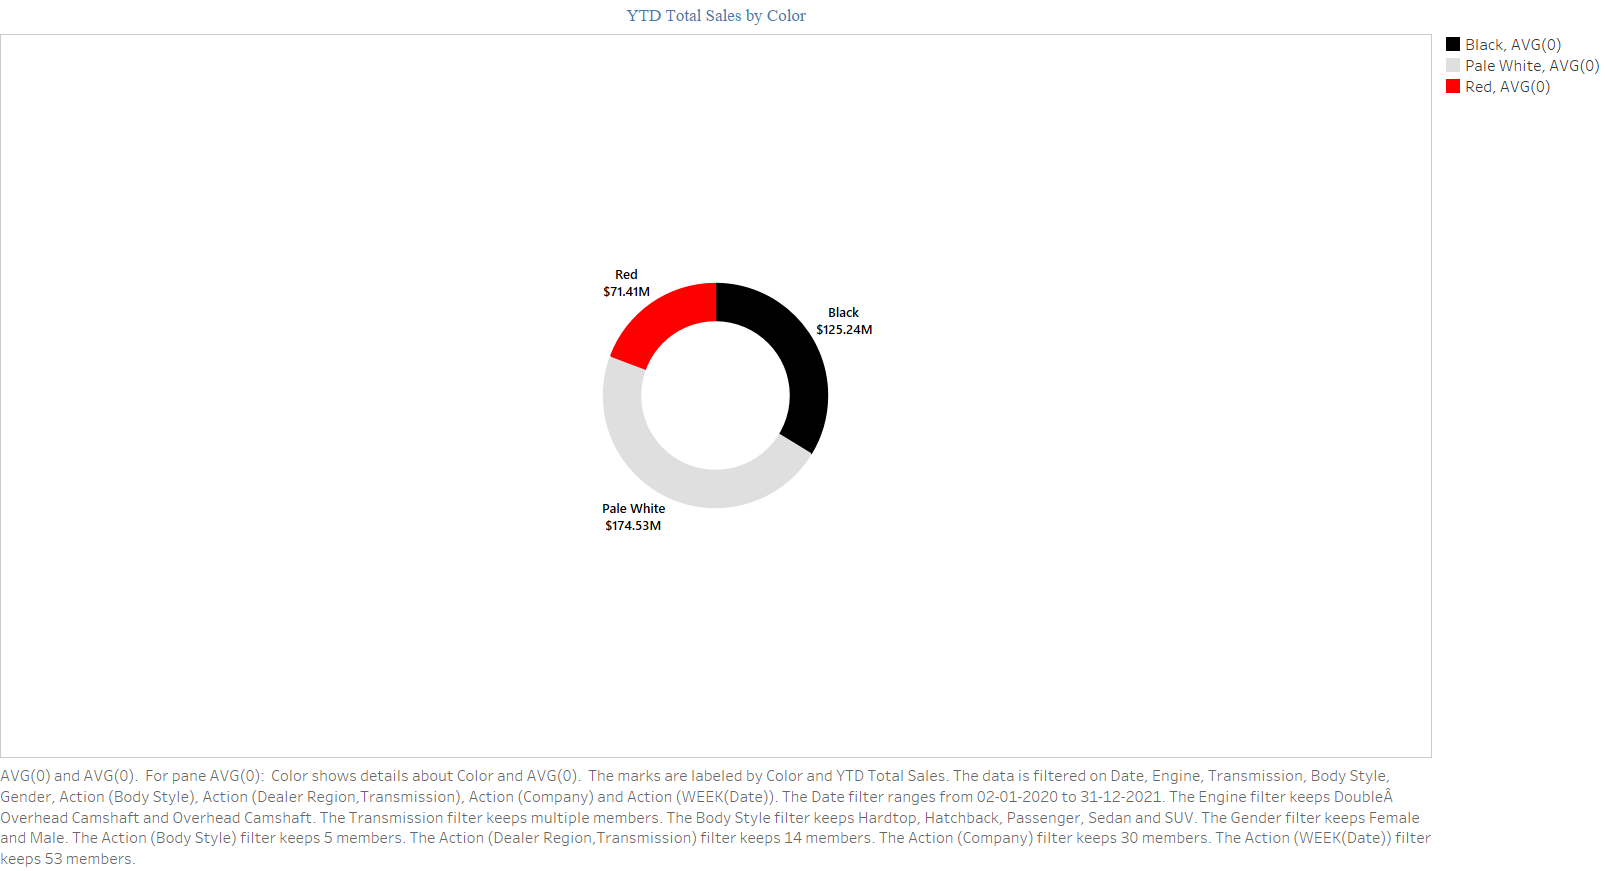 YTD Total Sales by Color
Black, AVG(0)
Pale White, AVG(0)
Red, AVG(0)
Red
$71.41M
Black
$125.24M
Pale White
$174.53M
AVG(0) and AVG(0).  For pane AVG(0):  Color shows details about Color and AVG(0).  The marks are labeled by Color and YTD Total Sales. The data is filtered on Date, Engine, Transmission, Body Style,
Gender, Action (Body Style), Action (Dealer Region,Transmission), Action (Company) and Action (WEEK(Date)). The Date filter ranges from 02-01-2020 to 31-12-2021. The Engine filter keeps DoubleÂ
Overhead Camshaft and Overhead Camshaft. The Transmission filter keeps multiple members. The Body Style filter keeps Hardtop, Hatchback, Passenger, Sedan and SUV. The Gender filter keeps Female
and Male. The Action (Body Style) filter keeps 5 members. The Action (Dealer Region,Transmission) filter keeps 14 members. The Action (Company) filter keeps 30 members. The Action (WEEK(Date)) filter
keeps 53 members.